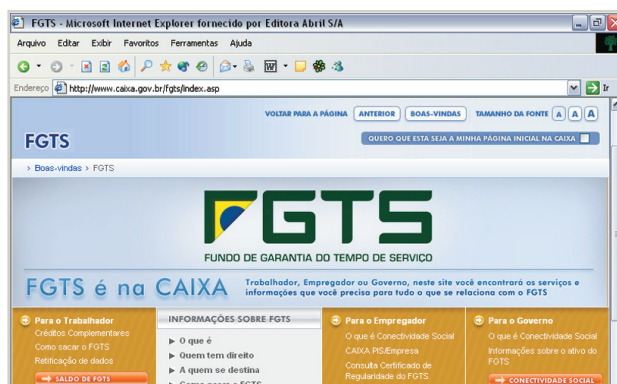 FGTS - Microsoft Internet Explorer fornecido por Editora Abril S/A
Arquivo Editar Exibir Favoritos Ferramentas Ajuda
Endereço http://www.caixa.gov.br/fgts/index.asp Ir
VOLTAR PARA A PÁGINA ANTERIOR BOAS-VINDAS TAMANHO DA FONTE A A A
FGTS
QUERO QUE ESTA SEJA A MINHA PÁGINA INICIAL NA CAIXA
> Boas-vindas > FGTS
FGTS
FUNDO DE GARANTIA DO TEMPO DE SERVIÇO
FGTS é na CAIXA
Trabalhador, Empregador ou Governo, neste site você encontrará os serviços e
informações que você precisa para tudo o que se relaciona com o FGTS
Para o Trabalhador
Créditos Complementares
Como sacar o FGTS
Retificação de dados
SALDO DE FGTS
INFORMAÇÕES SOBRE FGTS
O que é
Quem tem direito
A quem se destina
Como sacar o FGTS
Para o Empregador
O que é Conectividade Social
CAIXA PIS/Empresa
Consulta Certificado de
Regularidade do FGTS
Para o Governo
O que é Conectividade Social
Informações sobre o ativo do
FGTS
CONECTIVIDADE SOCIAL